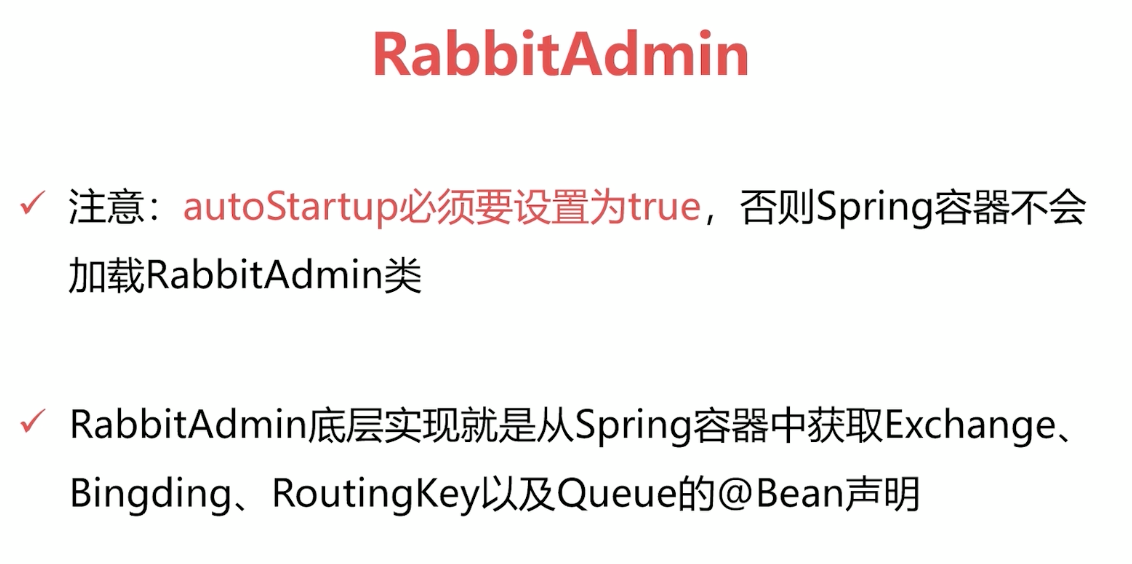 RabbitAdmin
✓ 注意：autoStartup必须要设置为true，否则Spring容器不会
加载RabbitAdmin类
✓ RabbitAdmin底层实现就是从Spring容器中获取Exchange、
Bingding、RoutingKey以及Queue的@Bean声明